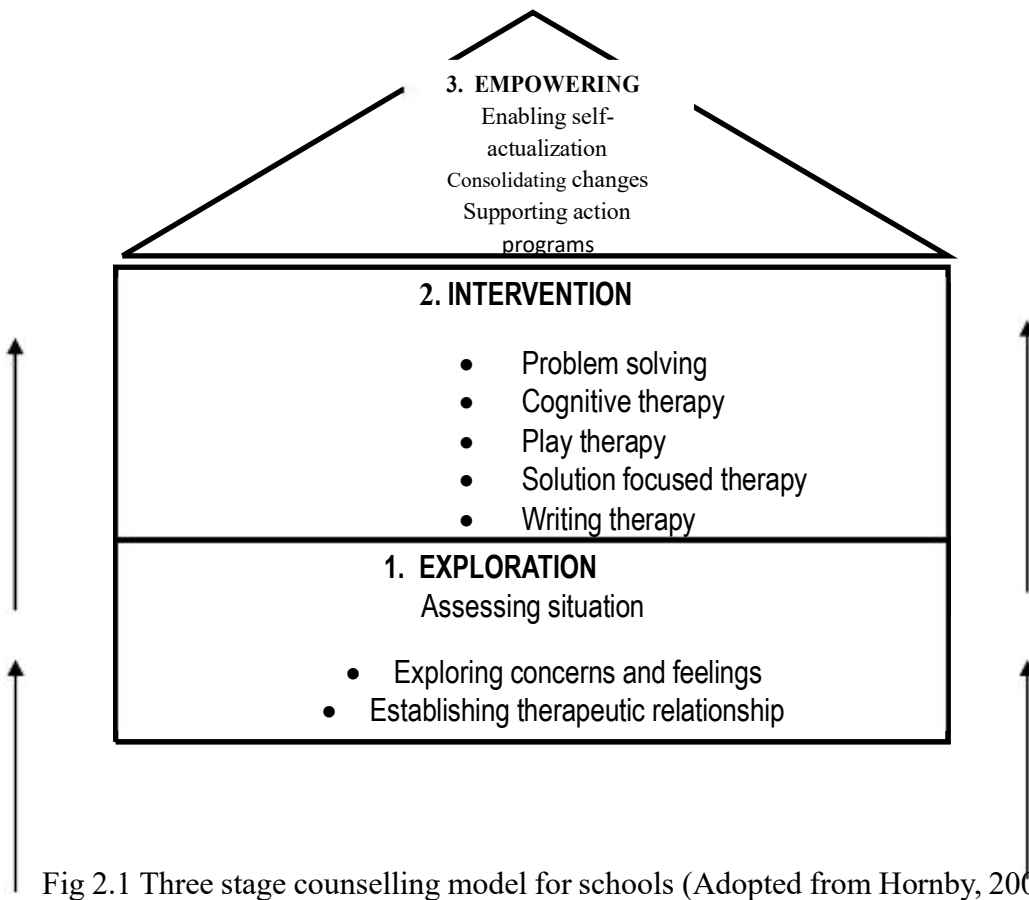 3. EMPOWERING
Enabling self-
actualization
Consolidating changes
Supporting action
programs
2. INTERVENTION
• Problem solving
• Cognitive therapy
• Play therapy
• Solution focused therapy
• Writing therapy
1. EXPLORATION
Assessing situation
• Exploring concerns and feelings
• Establishing therapeutic relationship
Fig 2.1 Three stage counselling model for schools (Adopted from Hornby,